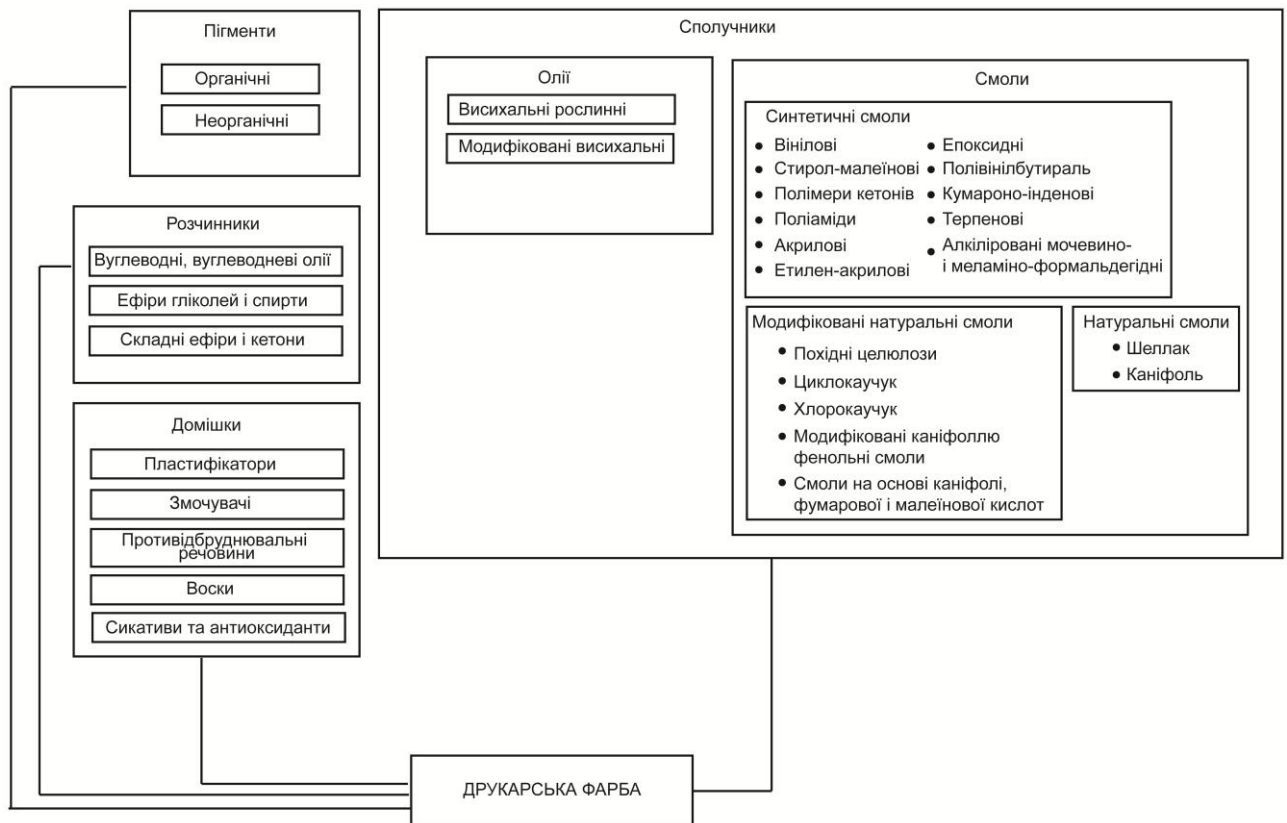 Пігменти
Органічні
Неорганічні
Розчинники
Вуглеводні, вуглеводневі олії
Ефіри гліколей і спирти
Складні ефіри і кетони
Домішки
Пластифікатори
Змочувачі
Противідбруднювальні
речовини
Воски
Сикативи та антиоксиданти
Сполучники
Олії
Висихальні рослинні
Модифіковані висихальні
Смоли
Синтетичні смоли
• Вінілові
• Стирол-малеїнові
• Полімери кетонів
• Поліаміди
• Акрилові
• Етилен-акрилові
• Епоксидні
• Полівінілбутираль
• Кумароно-інденові
• Терпенові
• Алкіліровані мочевино-
і меламіно-формальдегідні
Модифіковані натуральні смоли
• Похідні целюлози
• Циклокаучук
• Хлорокаучук
• Модифіковані каніфоллю
фенольні смоли
• Смоли на основі каніфолі,
фумарової і малеїнової кислот
Натуральні смоли
• Шеллак
• Каніфоль
ДРУКАРСЬКА ФАРБА